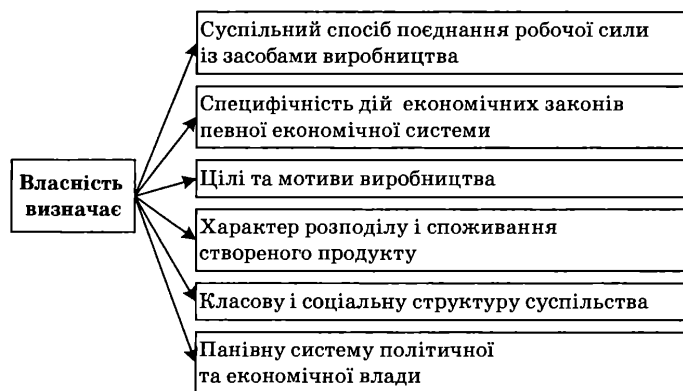 Суспільний спосіб поєднання робочої сили
із засобами виробництва
Специфічність дій економічних законів
певної економічної системи
Власність
визначає
Цілі та мотиви виробництва
Характер розподілу і споживання
створеного продукту
Класову і соціальну структуру суспільства
Панівну систему політичної
та економічної влади